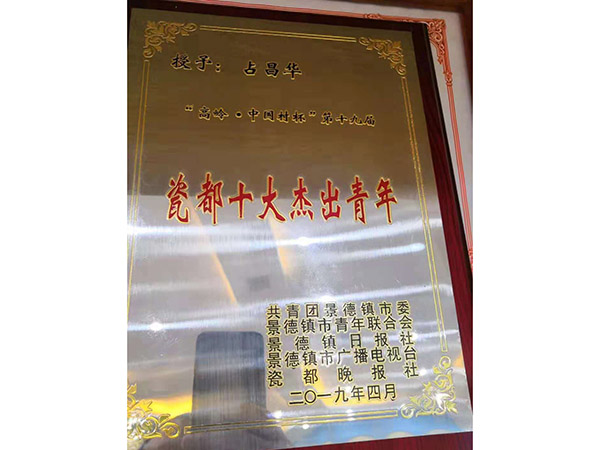 授予：占昌华
“高岭·中国村杯”第十九届
瓷都十大杰出青年
共青团景德镇市委
景德镇市青年联合会
景德镇日报社
景德镇市广播电视台
瓷都晚报社
二〇一九年四月